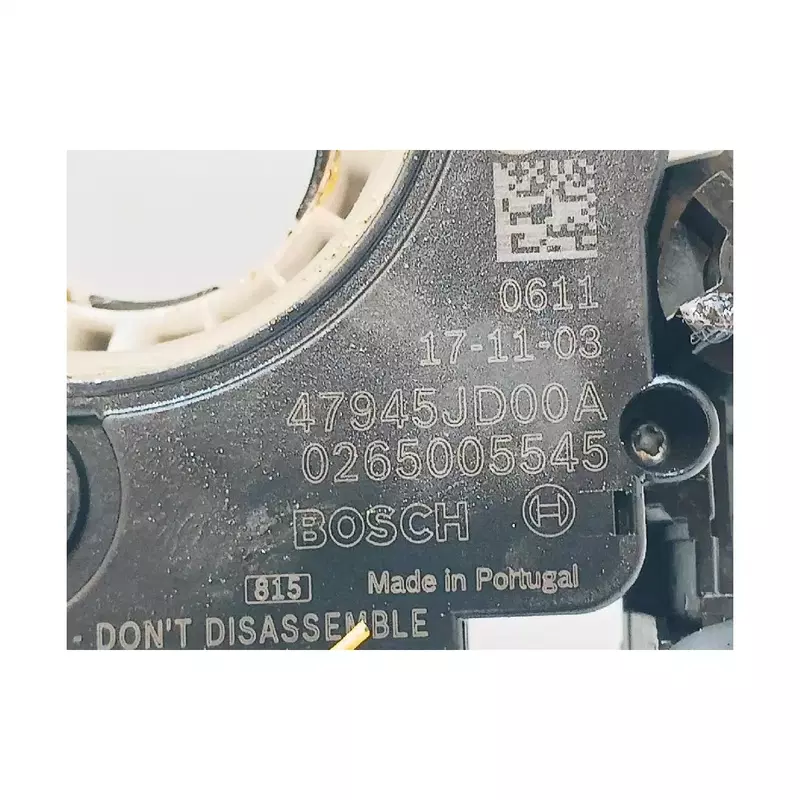 0611
17-11-03
47945JD00A
0265005545
BOSCH
815 Made in Portugal
- DON'T DISASSEMBLE